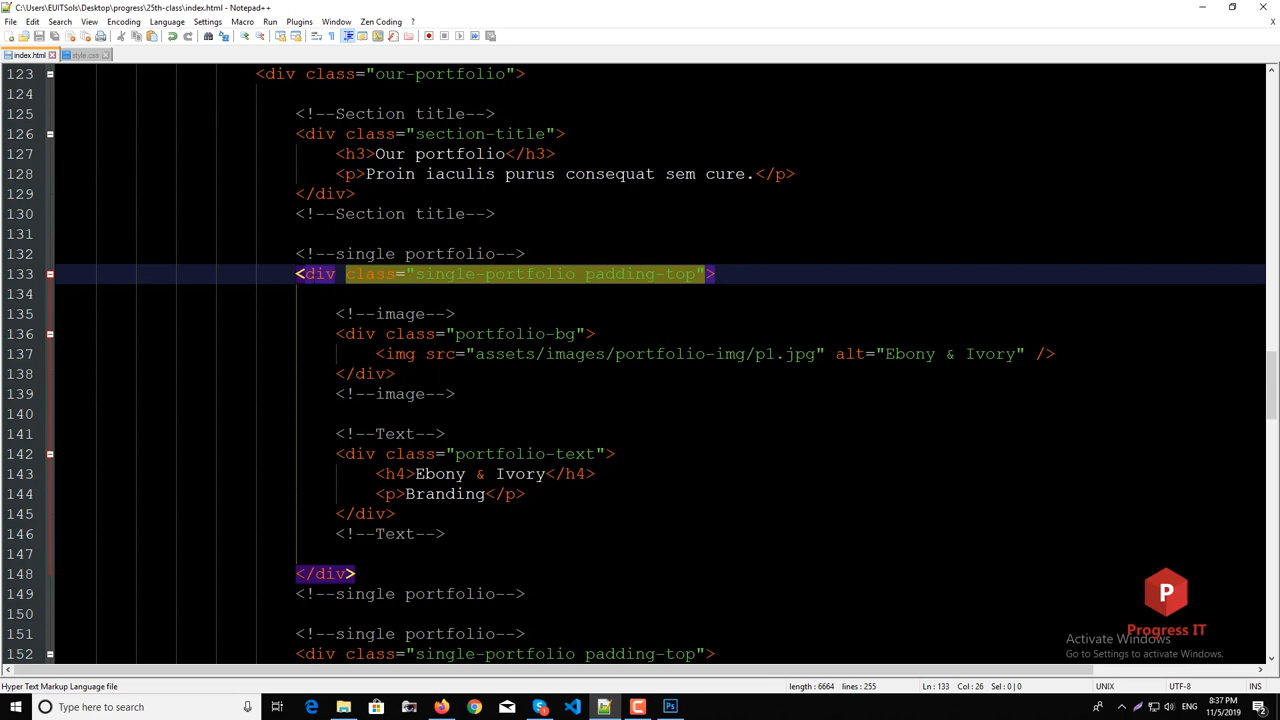 C:\Users\EUITSols\Desktop\progress\25th-class\index.html - Notepad++
File Edit Search View Encoding Language Settings Macro Run Plugins Window Zen Coding ?
X
index.html style.css
123 <div class="our-portfolio">
124
125 <!--Section title-->
126 <div class="section-title">
127 <h3>Our portfolio</h3>
128 <p>Proin iaculis purus consequat sem cure.</p>
129 </div>
130 <!--Section title-->
131
132 <!--single portfolio-->
133 <div class="single-portfolio padding-top">
134
135 <!--image-->
136 <div class="portfolio-bg">
137 <img src="assets/images/portfolio-img/p1.jpg" alt="Ebony & Ivory" />
138 </div>
139 <!--image-->
140
141 <!--Text-->
142 <div class="portfolio-text">
143 <h4>Ebony & Ivory</h4>
144 <p>Branding</p>
145 </div>
146 <!--Text-->
147
148 </div>
149 <!--single portfolio-->
150
151 <!--single portfolio-->
152 <div class="single-portfolio padding-top">
P
Progress IT
Activate Windows
Go to Settings to activate Windows.
Hyper Text Markup Language file length : 6664 lines : 255 Ln : 133 Col : 26 Sel : 0 | 0 UNIX UTF-8 INS
Type here to search ENG 8:37 PM
11/5/2019